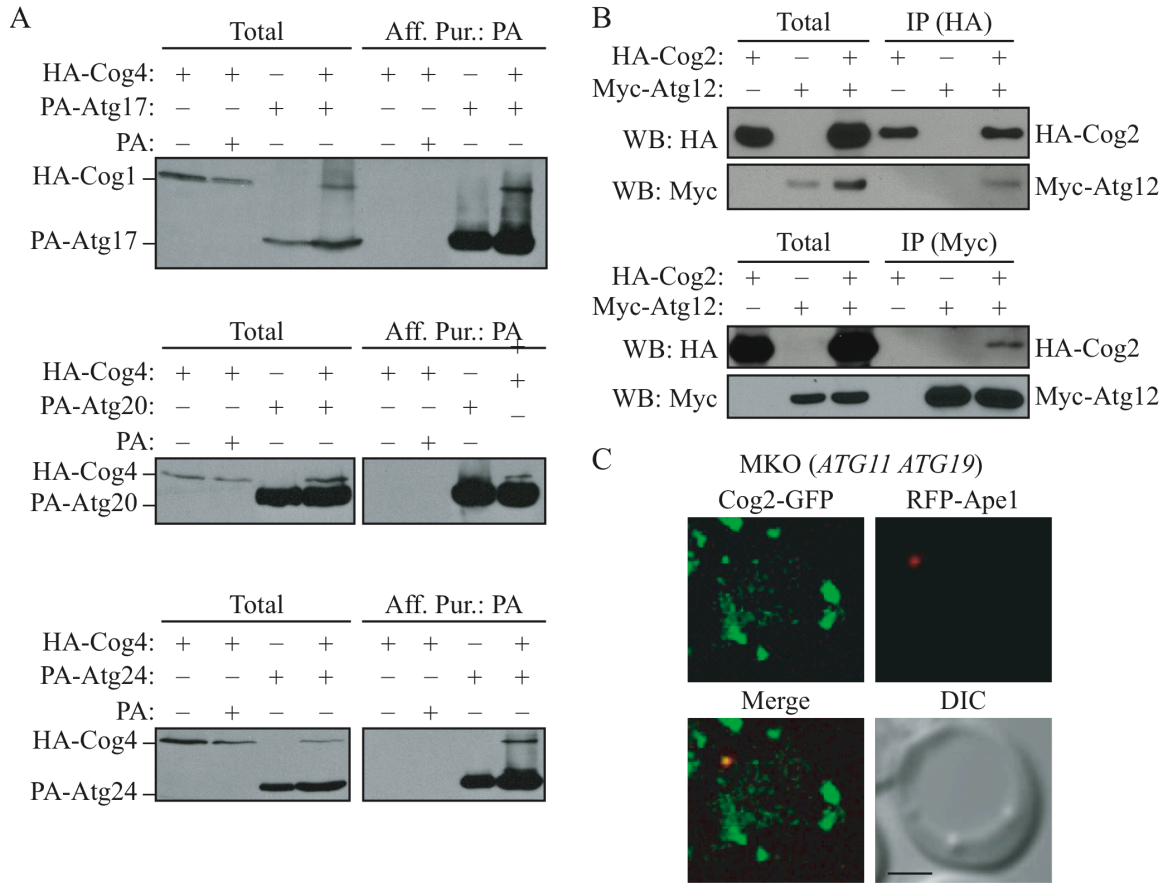 A
Total Aff. Pur.: PA
HA-Cog4: + + – + + + – +
PA-Atg17: – – + + – – + +
PA: – + – – – + – –
HA-Cog1
PA-Atg17
Total Aff. Pur.: PA
+
HA-Cog4: + + – + + + – +
PA-Atg20: – – + + – – + –
PA: – + – – – + –
HA-Cog4
PA-Atg20
Total Aff. Pur.: PA
HA-Cog4: + + – + + + – +
PA-Atg24: – – + + – – + +
PA: – + – – – + – –
HA-Cog4
PA-Atg24
B
Total IP (HA)
HA-Cog2: + – + + – +
Myc-Atg12: – + + – + +
WB: HA HA-Cog2
WB: Myc Myc-Atg12
Total IP (Myc)
HA-Cog2: + – + + – +
Myc-Atg12: – + + – + +
WB: HA HA-Cog2
WB: Myc Myc-Atg12
C
MKO (ATG11 ATG19)
Cog2-GFP RFP-Ape1
Merge DIC